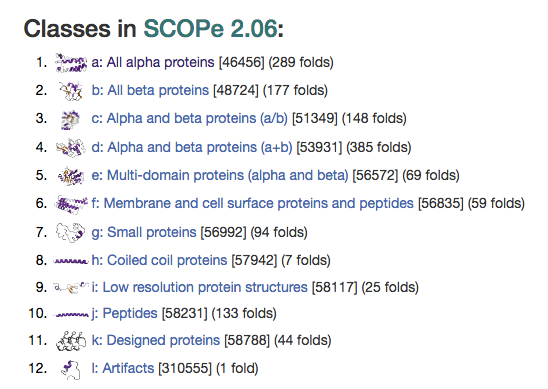 Classes in SCOPe 2.06:
1. a: All alpha proteins [46456] (289 folds)
2. b: All beta proteins [48724] (177 folds)
3. c: Alpha and beta proteins (a/b) [51349] (148 folds)
4. d: Alpha and beta proteins (a+b) [53931] (385 folds)
5. e: Multi-domain proteins (alpha and beta) [56572] (69 folds)
6. f: Membrane and cell surface proteins and peptides [56835] (59 folds)
7. g: Small proteins [56992] (94 folds)
8. h: Coiled coil proteins [57942] (7 folds)
9. i: Low resolution protein structures [58117] (25 folds)
10. j: Peptides [58231] (133 folds)
11. k: Designed proteins [58788] (44 folds)
12. l: Artifacts [310555] (1 fold)